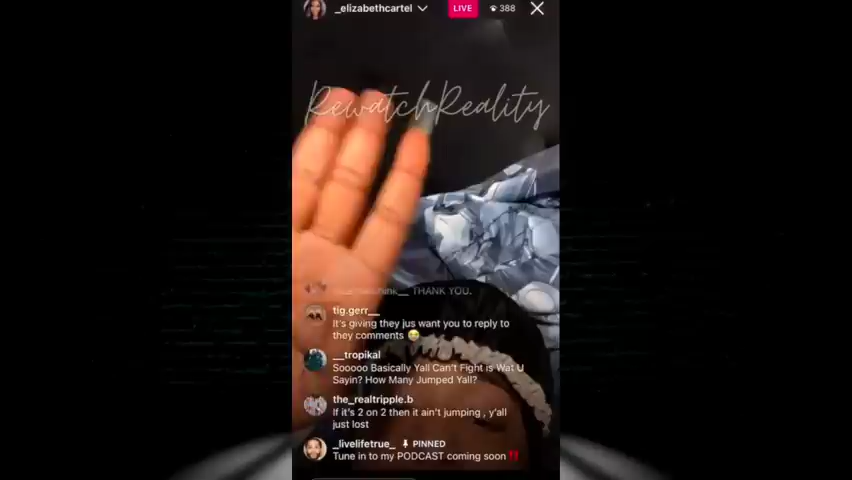 _elizabethcartel
LIVE
388
RewatchReality
THANK YOU.
tig.gerr__
It's giving they jus want you to reply to
they comments 😂
__tropikal
Sooooo Basically Yall Can't Fight is Wat U
Sayin? How Many Jumped Yall?
the_realtripple.b
If it's 2 on 2 then it ain't jumping , y'all
just lost
_livelifetrue_ PINNED
Tune in to my PODCAST coming soon ‼️